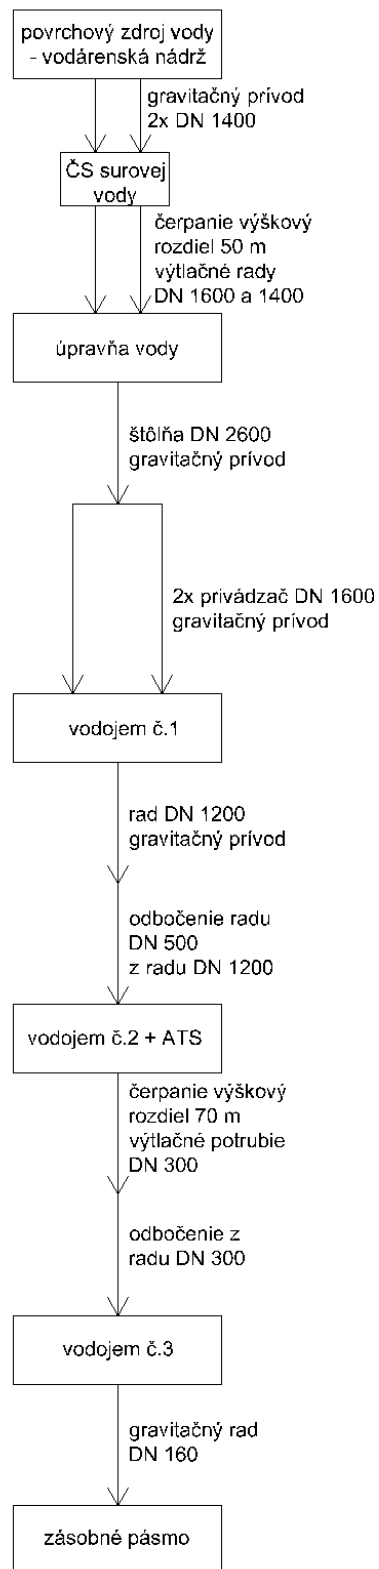 povrchový zdroj vody
- vodárenská nádrž
gravitačný prívod
2x DN 1400
ČS surovej
vody
čerpanie výškový
rozdiel 50 m
výtlačné rady
DN 1600 a 1400
úpravňa vody
štôlňa DN 2600
gravitačný prívod
2x privádzač DN 1600
gravitačný prívod
vodojem č.1
rad DN 1200
gravitačný prívod
odbočenie radu
DN 500
z radu DN 1200
vodojem č.2 + ATS
čerpanie výškový
rozdiel 70 m
výtlačné potrubie
DN 300
odbočenie z
radu DN 300
vodojem č.3
gravitačný rad
DN 160
zásobné pásmo